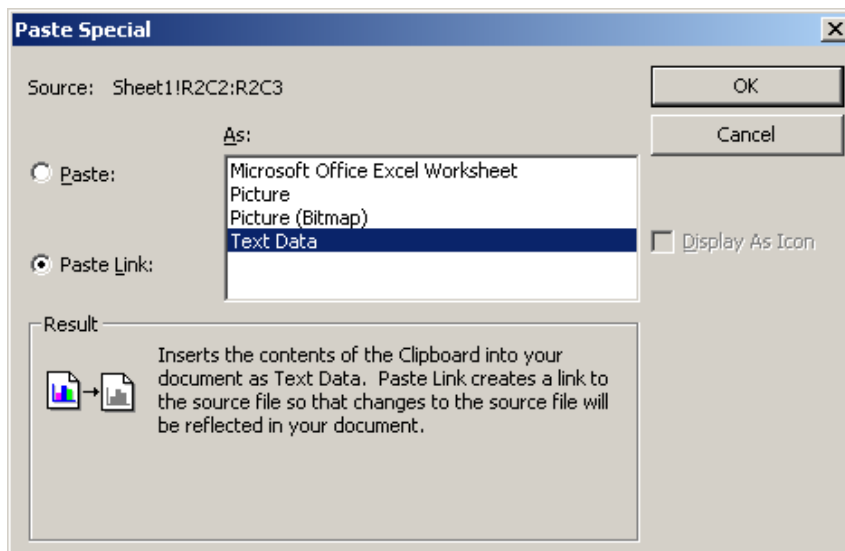 Paste Special
Source: Sheet1!R2C2:R2C3
OK
Cancel
As:
Paste:
Microsoft Office Excel Worksheet
Picture
Picture (Bitmap)
Text Data
Paste Link:
Display As Icon
Result
Inserts the contents of the Clipboard into your
document as Text Data. Paste Link creates a link to
the source file so that changes to the source file will
be reflected in your document.